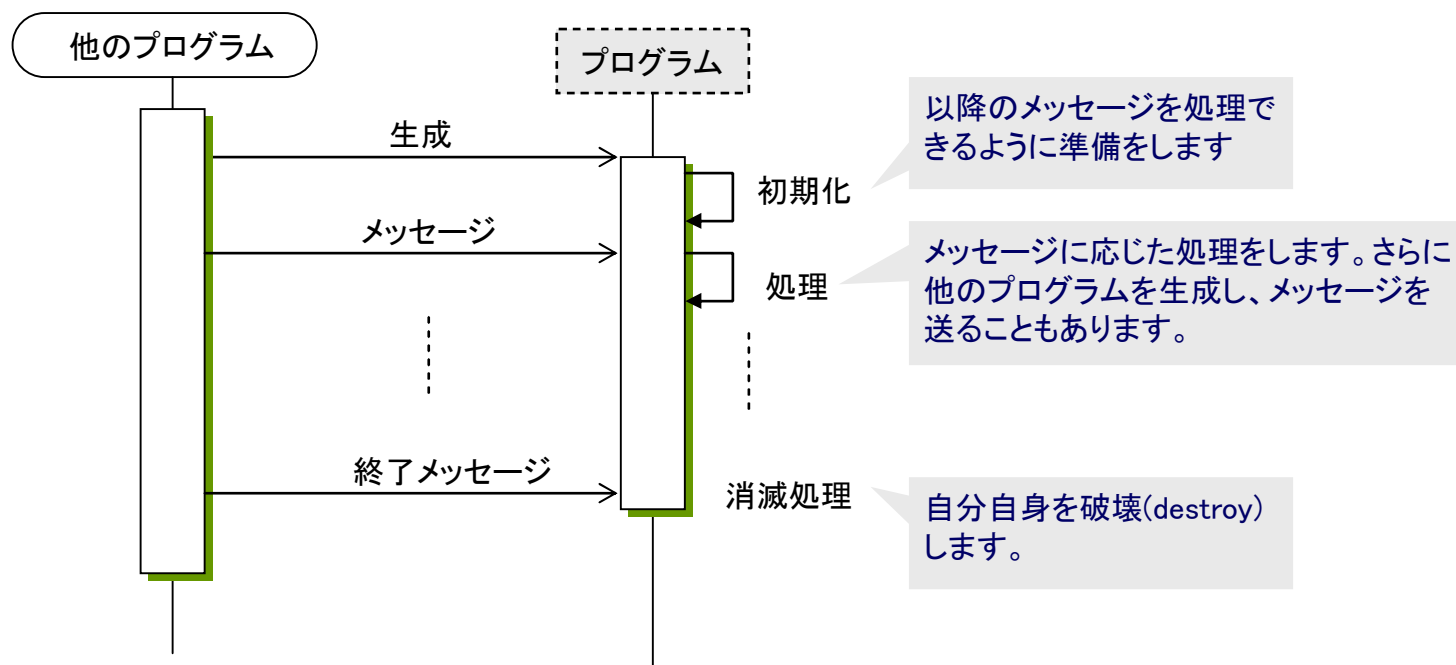 他のプログラム
プログラム
生成
初期化
以降のメッセージを処理で
きるように準備をします
メッセージ
処理
メッセージに応じた処理をします。さらに
他のプログラムを生成し、メッセージを
送ることもあります。
終了メッセージ
消滅処理
自分自身を破壊(destroy)
します。